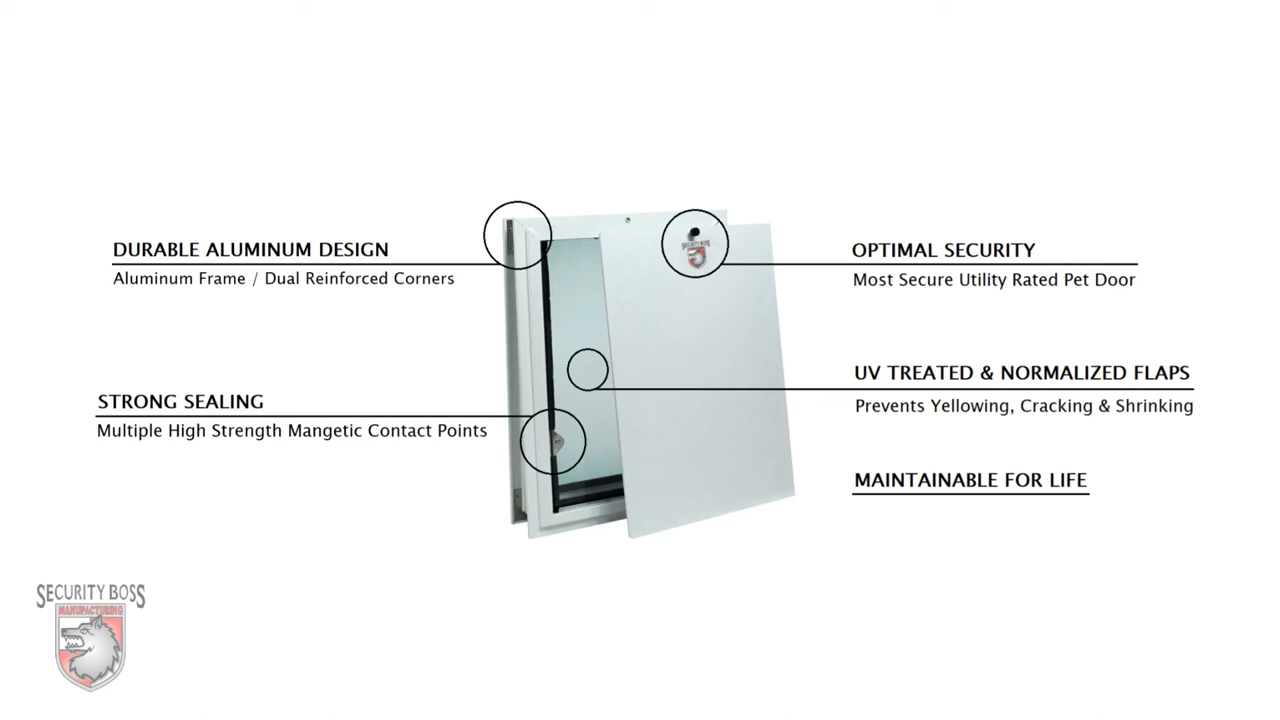 DURABLE ALUMINUM DESIGN
Aluminum Frame / Dual Reinforced Corners
STRONG SEALING
Multiple High Strength Mangetic Contact Points
SECURITY BOSS
OPTIMAL SECURITY
Most Secure Utility Rated Pet Door
UV TREATED & NORMALIZED FLAPS
Prevents Yellowing, Cracking & Shrinking
MAINTAINABLE FOR LIFE
SECURITY BOSS
MANUFACTURING